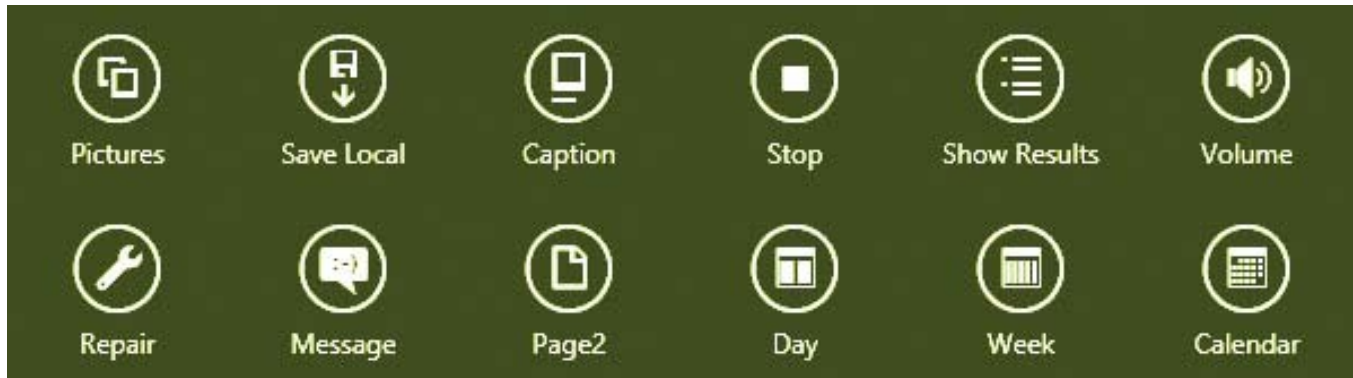 Pictures Save Local Caption Stop Show Results Volume
:-)
Repair Message Page2 Day Week Calendar